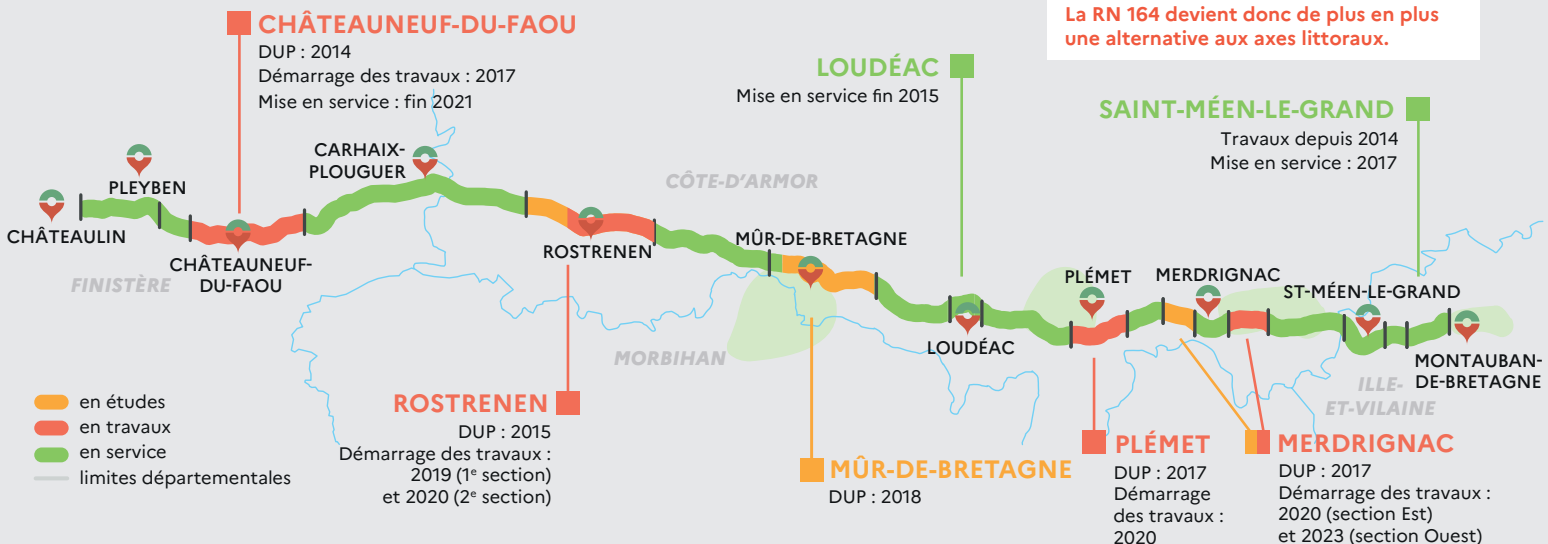 La RN 164 devient donc de plus en plus
une alternative aux axes littoraux.
CHÂTEAUNEUF-DU-FAOU
DUP : 2014
Démarrage des travaux : 2017
Mise en service : fin 2021
LOUDÉAC
Mise en service fin 2015
SAINT-MÉEN-LE-GRAND
Travaux depuis 2014
Mise en service : 2017
CHÂTEAULIN
PLEYBEN
CHÂTEAUNEUF-
DU-FAOU
CARHAIX-
PLOUGUER
ROSTRENEN
MÛR-DE-BRETAGNE
LOUDÉAC
PLÉMET
MERDRIGNAC
ST-MÉEN-LE-GRAND
MONTAUBAN-
DE-BRETAGNE
FINISTÈRE
CÔTE-D'ARMOR
MORBIHAN
ILLE-
ET-VILAINE
en études
en travaux
en service
limites départementales
ROSTRENEN
DUP : 2015
Démarrage des travaux :
2019 (1e section)
et 2020 (2e section)
MÛR-DE-BRETAGNE
DUP : 2018
PLÉMET
DUP : 2017
Démarrage
des travaux :
2020
MERDRIGNAC
DUP : 2017
Démarrage des travaux :
2020 (section Est)
et 2023 (section Ouest)